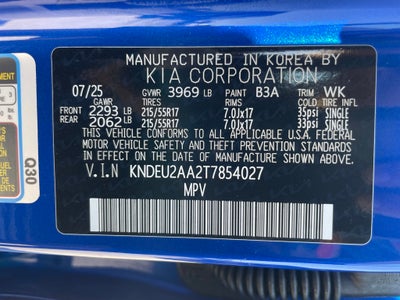 MANUFACTURED IN KOREA BY
KIA CORPORATION
07/25 GVWR 3969 LB PAINT B3A TRIM WK
GAWR TIRE RIM COLD TIRE INFL
FRONT 2293 LB 215/55R17 7.0Jx17 35psi SINGLE
REAR 2062 LB 215/55R17 7.0Jx17 33psi SINGLE
THIS VEHICLE CONFORMS TO ALL APPLICABLE U.S.A. FEDERAL
MOTOR VEHICLE SAFETY, BUMPER, AND THEFT PREVENTION STANDARDS
IN EFFECT ON THE DATE OF MANUFACTURE SHOWN ABOVE.
V.I.N KNDEU2AA2T7854027
MPV
Q30